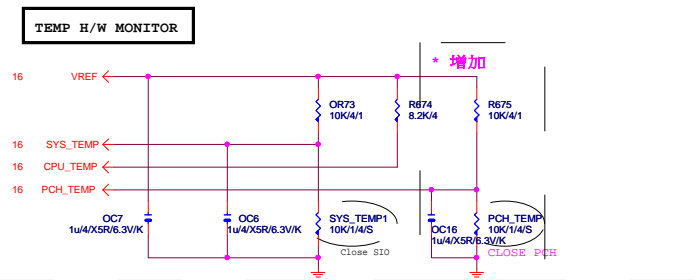 TEMP H/W MONITOR
* 增加
16 VREF
OR73
10K/4/1
R674
8.2K/4
R675
10K/4/1
16 SYS_TEMP
16 CPU_TEMP
16 PCH_TEMP
OC7
1u/4/X5R/6.3V/K
OC6
1u/4/X5R/6.3V/K
SYS_TEMP1
10K/1/4/S
Close SIO
OC16
1u/4/X5R/6.3V/K
PCH_TEMP
10K/1/4/S
CLOSE PCH